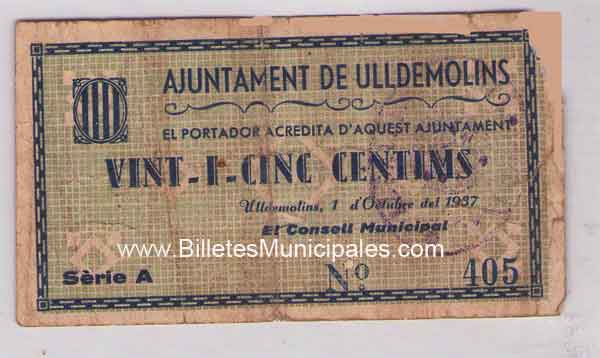 AJUNTAMENT DE ULLDEMOLINS
EL PORTADOR ACREDITA D'AQUEST AJUNTAMENT
VINT-I-CINC CENTIMS
Ulldemolins, 1 d'Octubre del 1937
El Consell Municipal
www.BilletesMunicipales.com
Sèrie A Nº 405